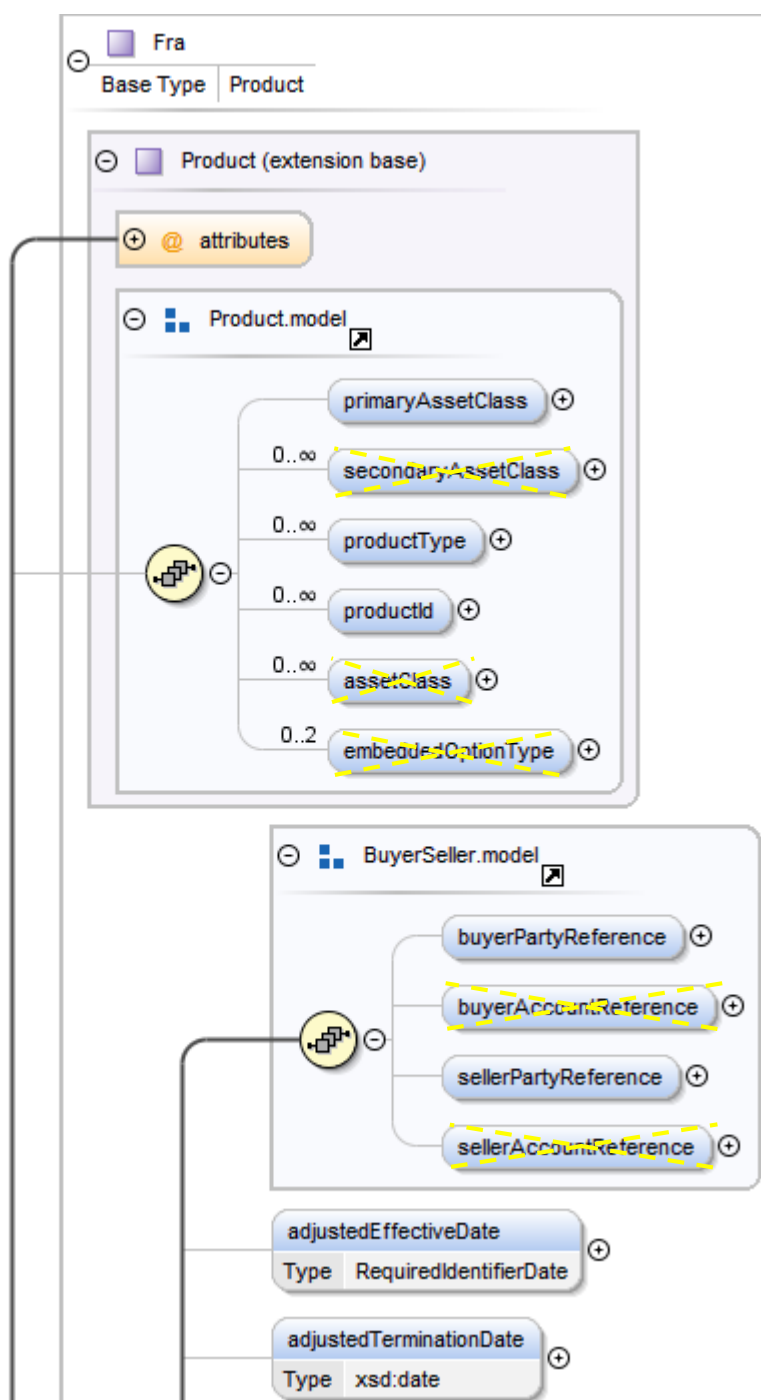 Fra
Base Type Product
Product (extension base)
@ attributes
Product.model
primaryAssetClass
0..∞
secondaryAssetClass
0..∞
productType
0..∞
productId
0..∞
assetClass
0..2
embeddedOptionType
BuyerSeller.model
buyerPartyReference
buyerAccountReference
sellerPartyReference
sellerAccountReference
adjustedEffectiveDate
Type RequiredIdentifierDate
adjustedTerminationDate
Type xsd:date